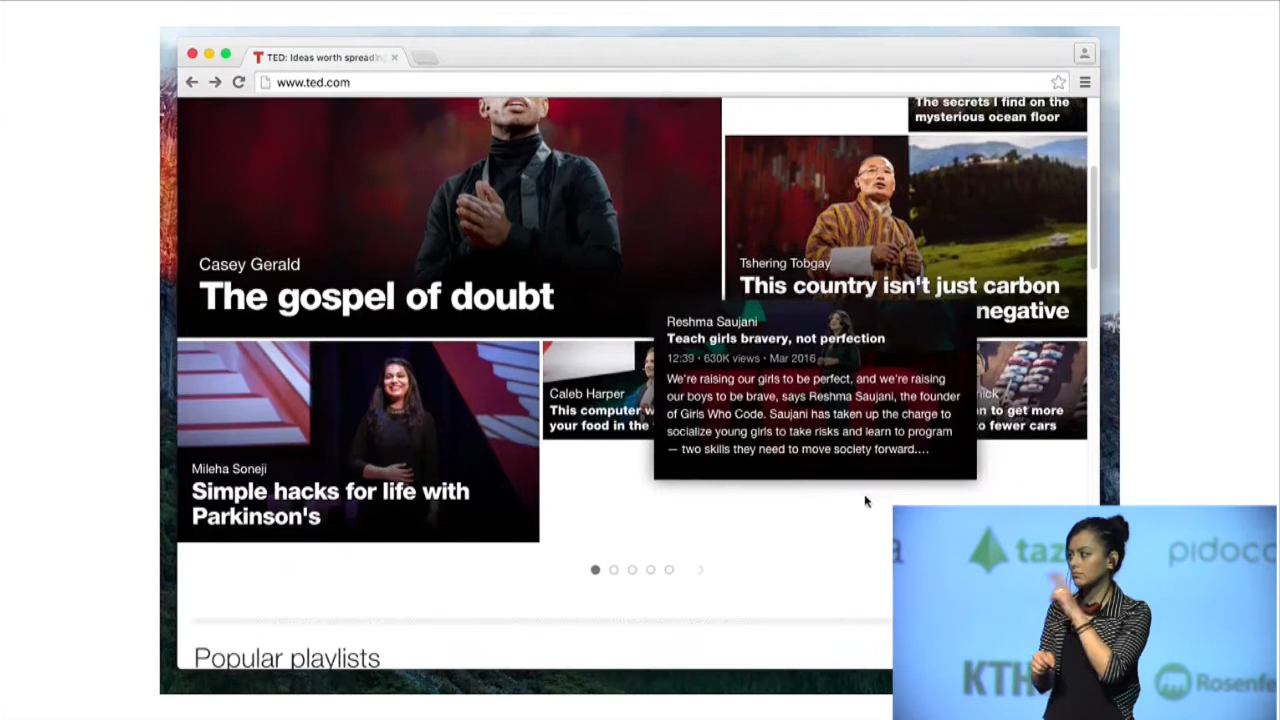 TED: Ideas worth spreading
www.ted.com
The secrets I find on the
mysterious ocean floor
Casey Gerald
The gospel of doubt
Tshering Tobgay
This country isn't just carbon
negative
Reshma Saujani
Teach girls bravery, not perfection
12:39 • 630K views • Mar 2016
We're raising our girls to be perfect, and we're raising
our boys to be brave, says Reshma Saujani, the founder
of Girls Who Code. Saujani has taken up the charge to
socialize young girls to take risks and learn to program
— two skills they need to move society forward....
Caleb Harper
This computer w
your food in the
nick
n to get more
o fewer cars
Mileha Soneji
Simple hacks for life with
Parkinson's
Popular playlists
taz
pidoco
KTH
Rosenfe